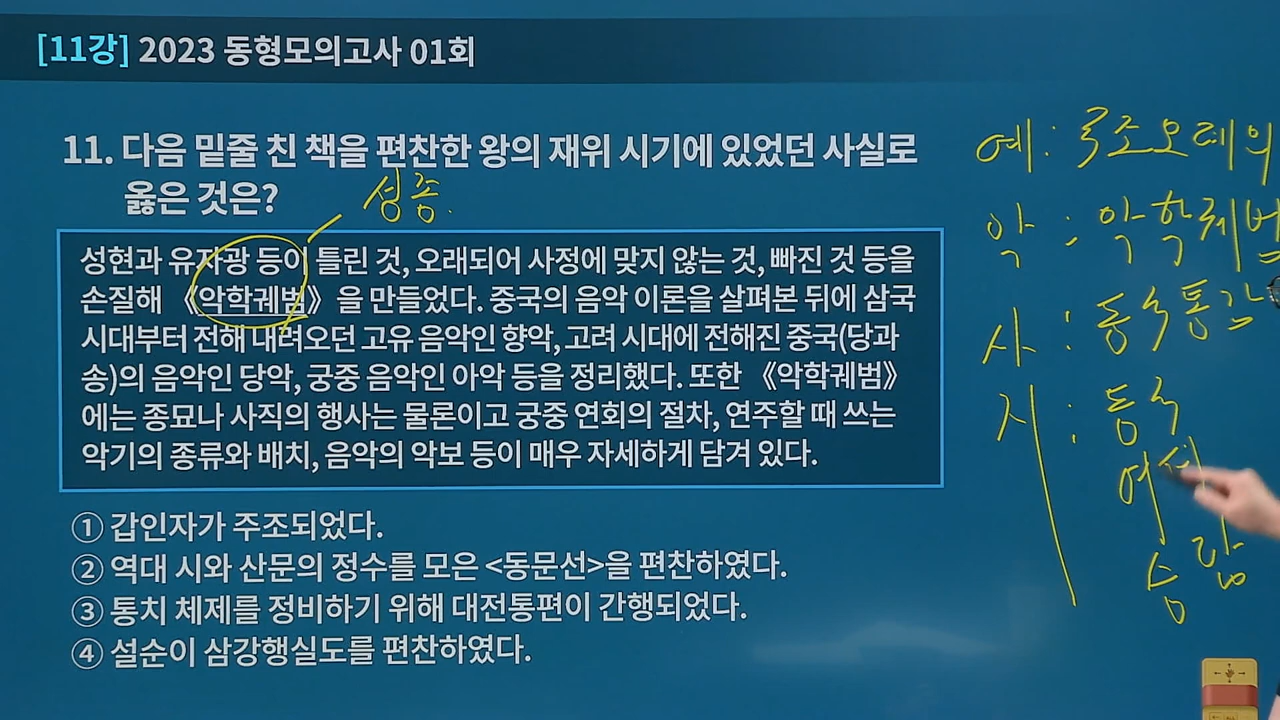 [11강] 2023 동형모의고사 01회
11. 다음 밑줄 친 책을 편찬한 왕의 재위 시기에 있었던 사실로
옳은 것은?
성종.
성현과 유자광 등이 틀린 것, 오래되어 사정에 맞지 않는 것, 빠진 것 등을
손질해 《악학궤범》을 만들었다. 중국의 음악 이론을 살펴본 뒤에 삼국
시대부터 전해 내려오던 고유 음악인 향악, 고려 시대에 전해진 중국(당과
송)의 음악인 당악, 궁중 음악인 아악 등을 정리했다. 또한 《악학궤범》
에는 종묘나 사직의 행사는 물론이고 궁중 연회의 절차, 연주할 때 쓰는
악기의 종류와 배치, 음악의 악보 등이 매우 자세하게 담겨 있다.
① 갑인자가 주조되었다.
② 역대 시와 산문의 정수를 모은 <동문선>을 편찬하였다.
③ 통치 체제를 정비하기 위해 대전통편이 간행되었다.
④ 설순이 삼강행실도를 편찬하였다.
예: 국조오례의
악: 악학궤범
사: 동국통감
지: 동국
여지
승람